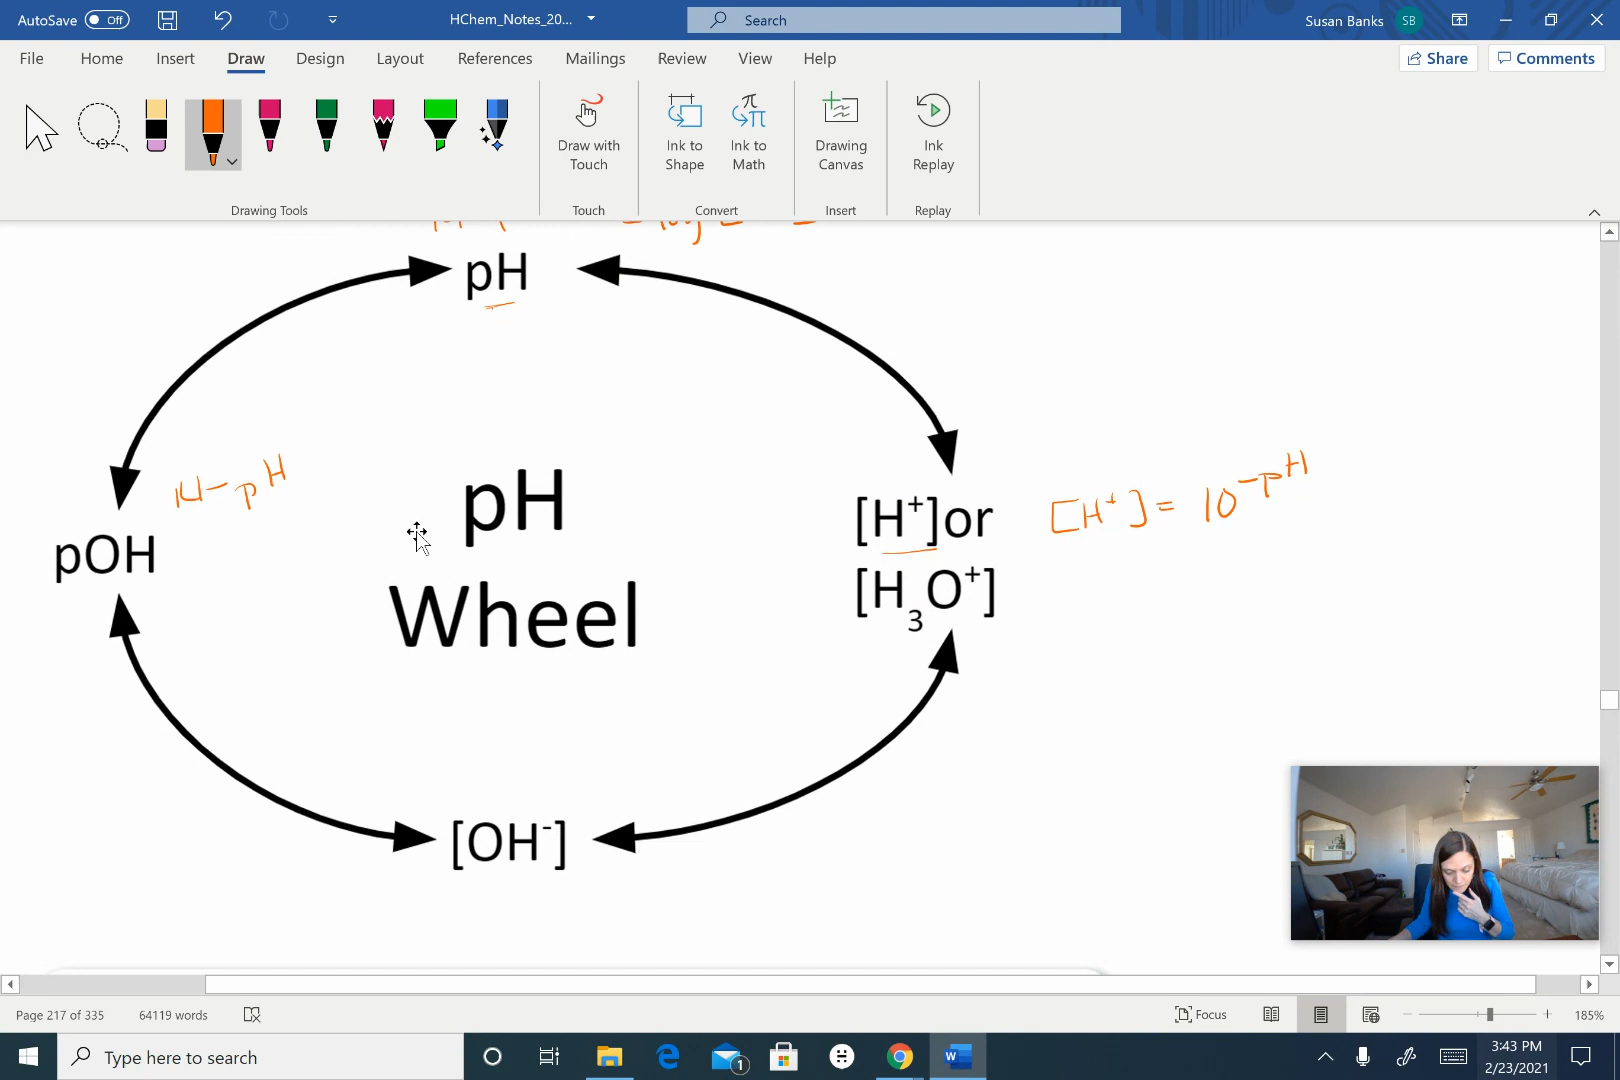 AutoSave Off HChem_Notes_20... Search Susan Banks SB
File Home Insert Draw Design Layout References Mailings Review View Help Share Comments
Draw with Touch
Ink to Shape
Ink to Math
Drawing Canvas
Ink Replay
Drawing Tools Touch Convert Insert Replay
pH
14-pH
pOH
pH
Wheel
[H⁺]or
[H₃O⁺]
[H⁺] = 10⁻ᵖᴴ
[OH⁻]
Page 217 of 335 64119 words Focus 185%
Type here to search 1 W 3:43 PM
2/23/2021